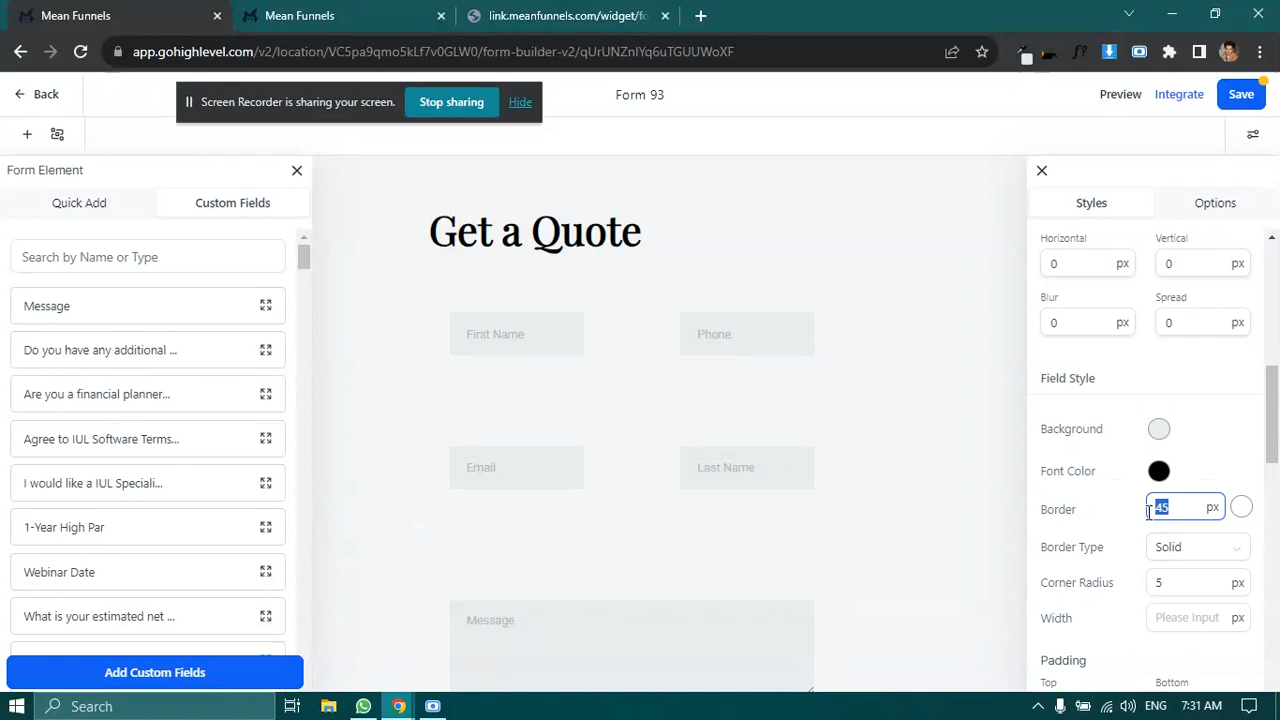 Mean Funnels
Mean Funnels
link.meanfunnels.com/widget/fo
app.gohighlevel.com/v2/location/VC5pa9qmo5kLf7v0GLW0/form-builder-v2/qUrUNZnIYq6uTGUUWoXF
Back
Screen Recorder is sharing your screen.
Stop sharing
Hide
Form 93
Preview
Integrate
Save
Form Element
Quick Add
Custom Fields
Search by Name or Type
Message
Do you have any additional ...
Are you a financial planner...
Agree to IUL Software Terms...
I would like a IUL Speciali...
1-Year High Par
Webinar Date
What is your estimated net ...
Add Custom Fields
Get a Quote
First Name
Phone
Email
Last Name
Message
Styles
Options
Horizontal
Vertical
0 px
0 px
Blur
Spread
0 px
0 px
Field Style
Background
Font Color
Border
45 px
Border Type
Solid
Corner Radius
5 px
Width
Please Input px
Padding
Top
Bottom
Search
ENG
7:31 AM